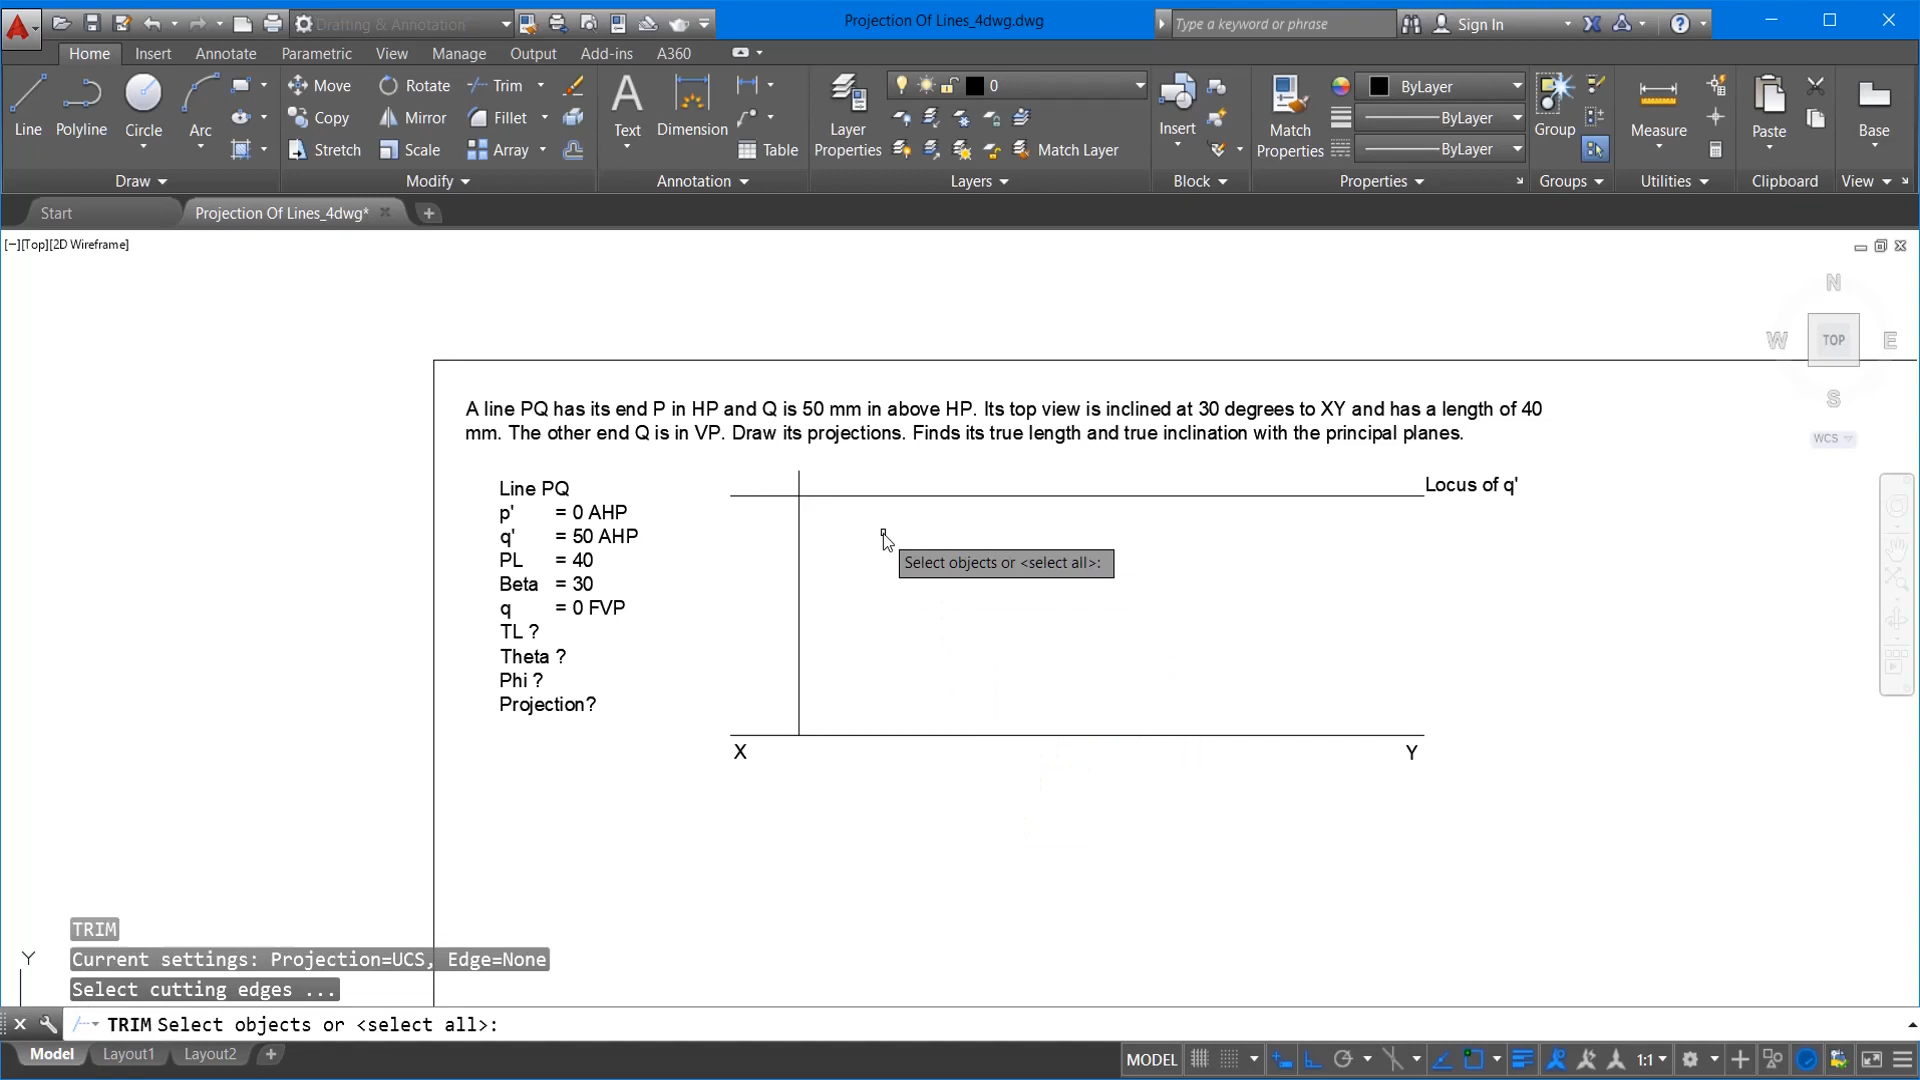 Drafting & Annotation
Projection Of Lines_4dwg.dwg
Type a keyword or phrase
Sign In
Home Insert Annotate Parametric View Manage Output Add-ins A360
Line Polyline Circle Arc
Move Rotate Trim
Copy Mirror Fillet
Stretch Scale Array
Text Dimension Table
Layer Properties
0
Match Layer
Insert
Match Properties
ByLayer
ByLayer
ByLayer
Group Measure Paste Base
Draw Modify Annotation Layers Block Properties Groups Utilities Clipboard View
Start Projection Of Lines_4dwg*
[−][Top][2D Wireframe]
N
W TOP E
S
WCS
A line PQ has its end P in HP and Q is 50 mm in above HP. Its top view is inclined at 30 degrees to XY and has a length of 40
mm. The other end Q is in VP. Draw its projections. Finds its true length and true inclination with the principal planes.
Locus of q'
Line PQ
p' = 0 AHP
q' = 50 AHP
PL = 40
Beta = 30
q = 0 FVP
TL ?
Theta ?
Phi ?
Projection?
Select objects or <select all>:
X Y
TRIM
Current settings: Projection=UCS, Edge=None
Select cutting edges ...
Y
TRIM Select objects or <select all>:
Model Layout1 Layout2
MODEL 1:1